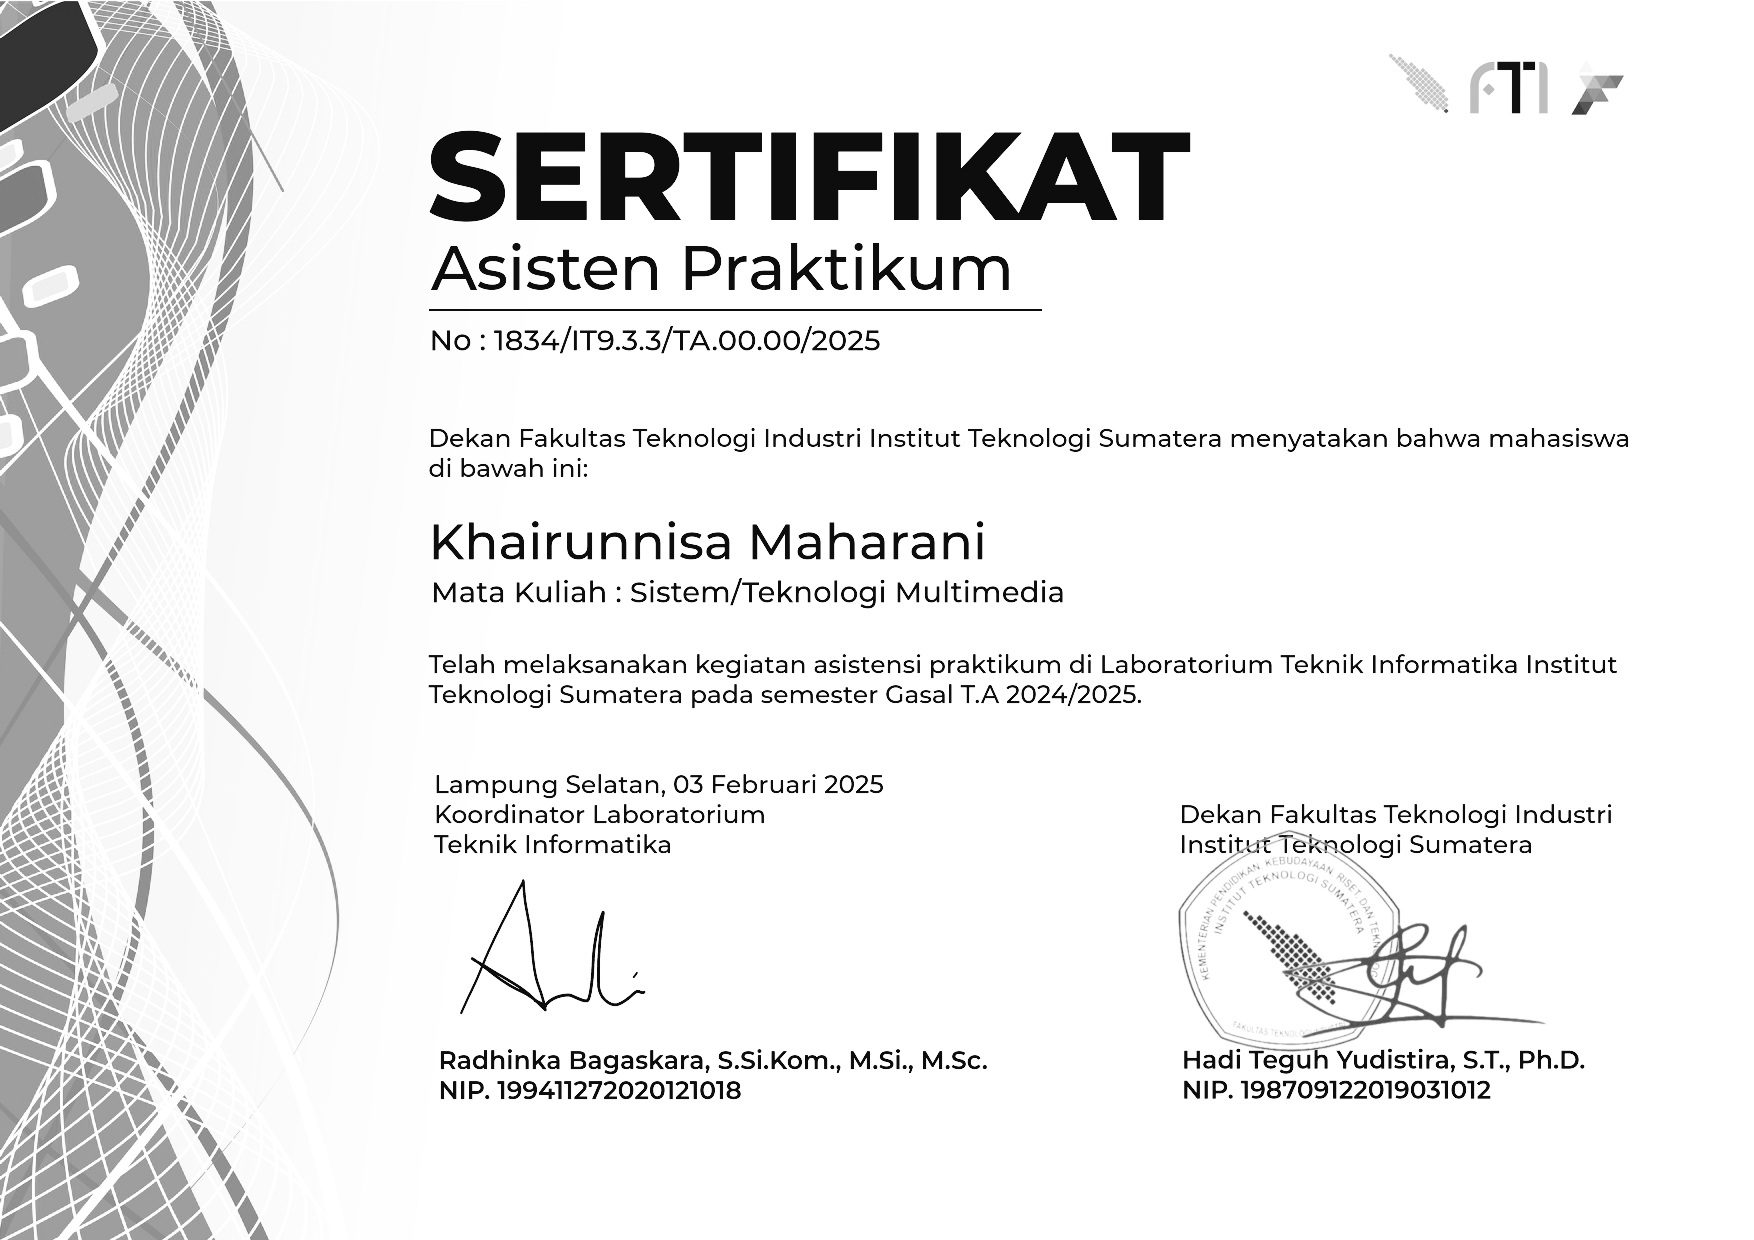 FTI
SERTIFIKAT
Asisten Praktikum
No : 1834/IT9.3.3/TA.00.00/2025
Dekan Fakultas Teknologi Industri Institut Teknologi Sumatera menyatakan bahwa mahasiswa
di bawah ini:
Khairunnisa Maharani
Mata Kuliah : Sistem/Teknologi Multimedia
Telah melaksanakan kegiatan asistensi praktikum di Laboratorium Teknik Informatika Institut
Teknologi Sumatera pada semester Gasal T.A 2024/2025.
Lampung Selatan, 03 Februari 2025
Koordinator Laboratorium
Teknik Informatika
Dekan Fakultas Teknologi Industri
Institut Teknologi Sumatera
KEMENTERIAN PENDIDIKAN, KEBUDAYAAN, RISET, DAN
INSTITUT TEKNOLOGI SUMATERA
FAKULTAS TEKNOLOGI
Radhinka Bagaskara, S.Si.Kom., M.Si., M.Sc.
NIP. 199411272020121018
Hadi Teguh Yudistira, S.T., Ph.D.
NIP. 198709122019031012